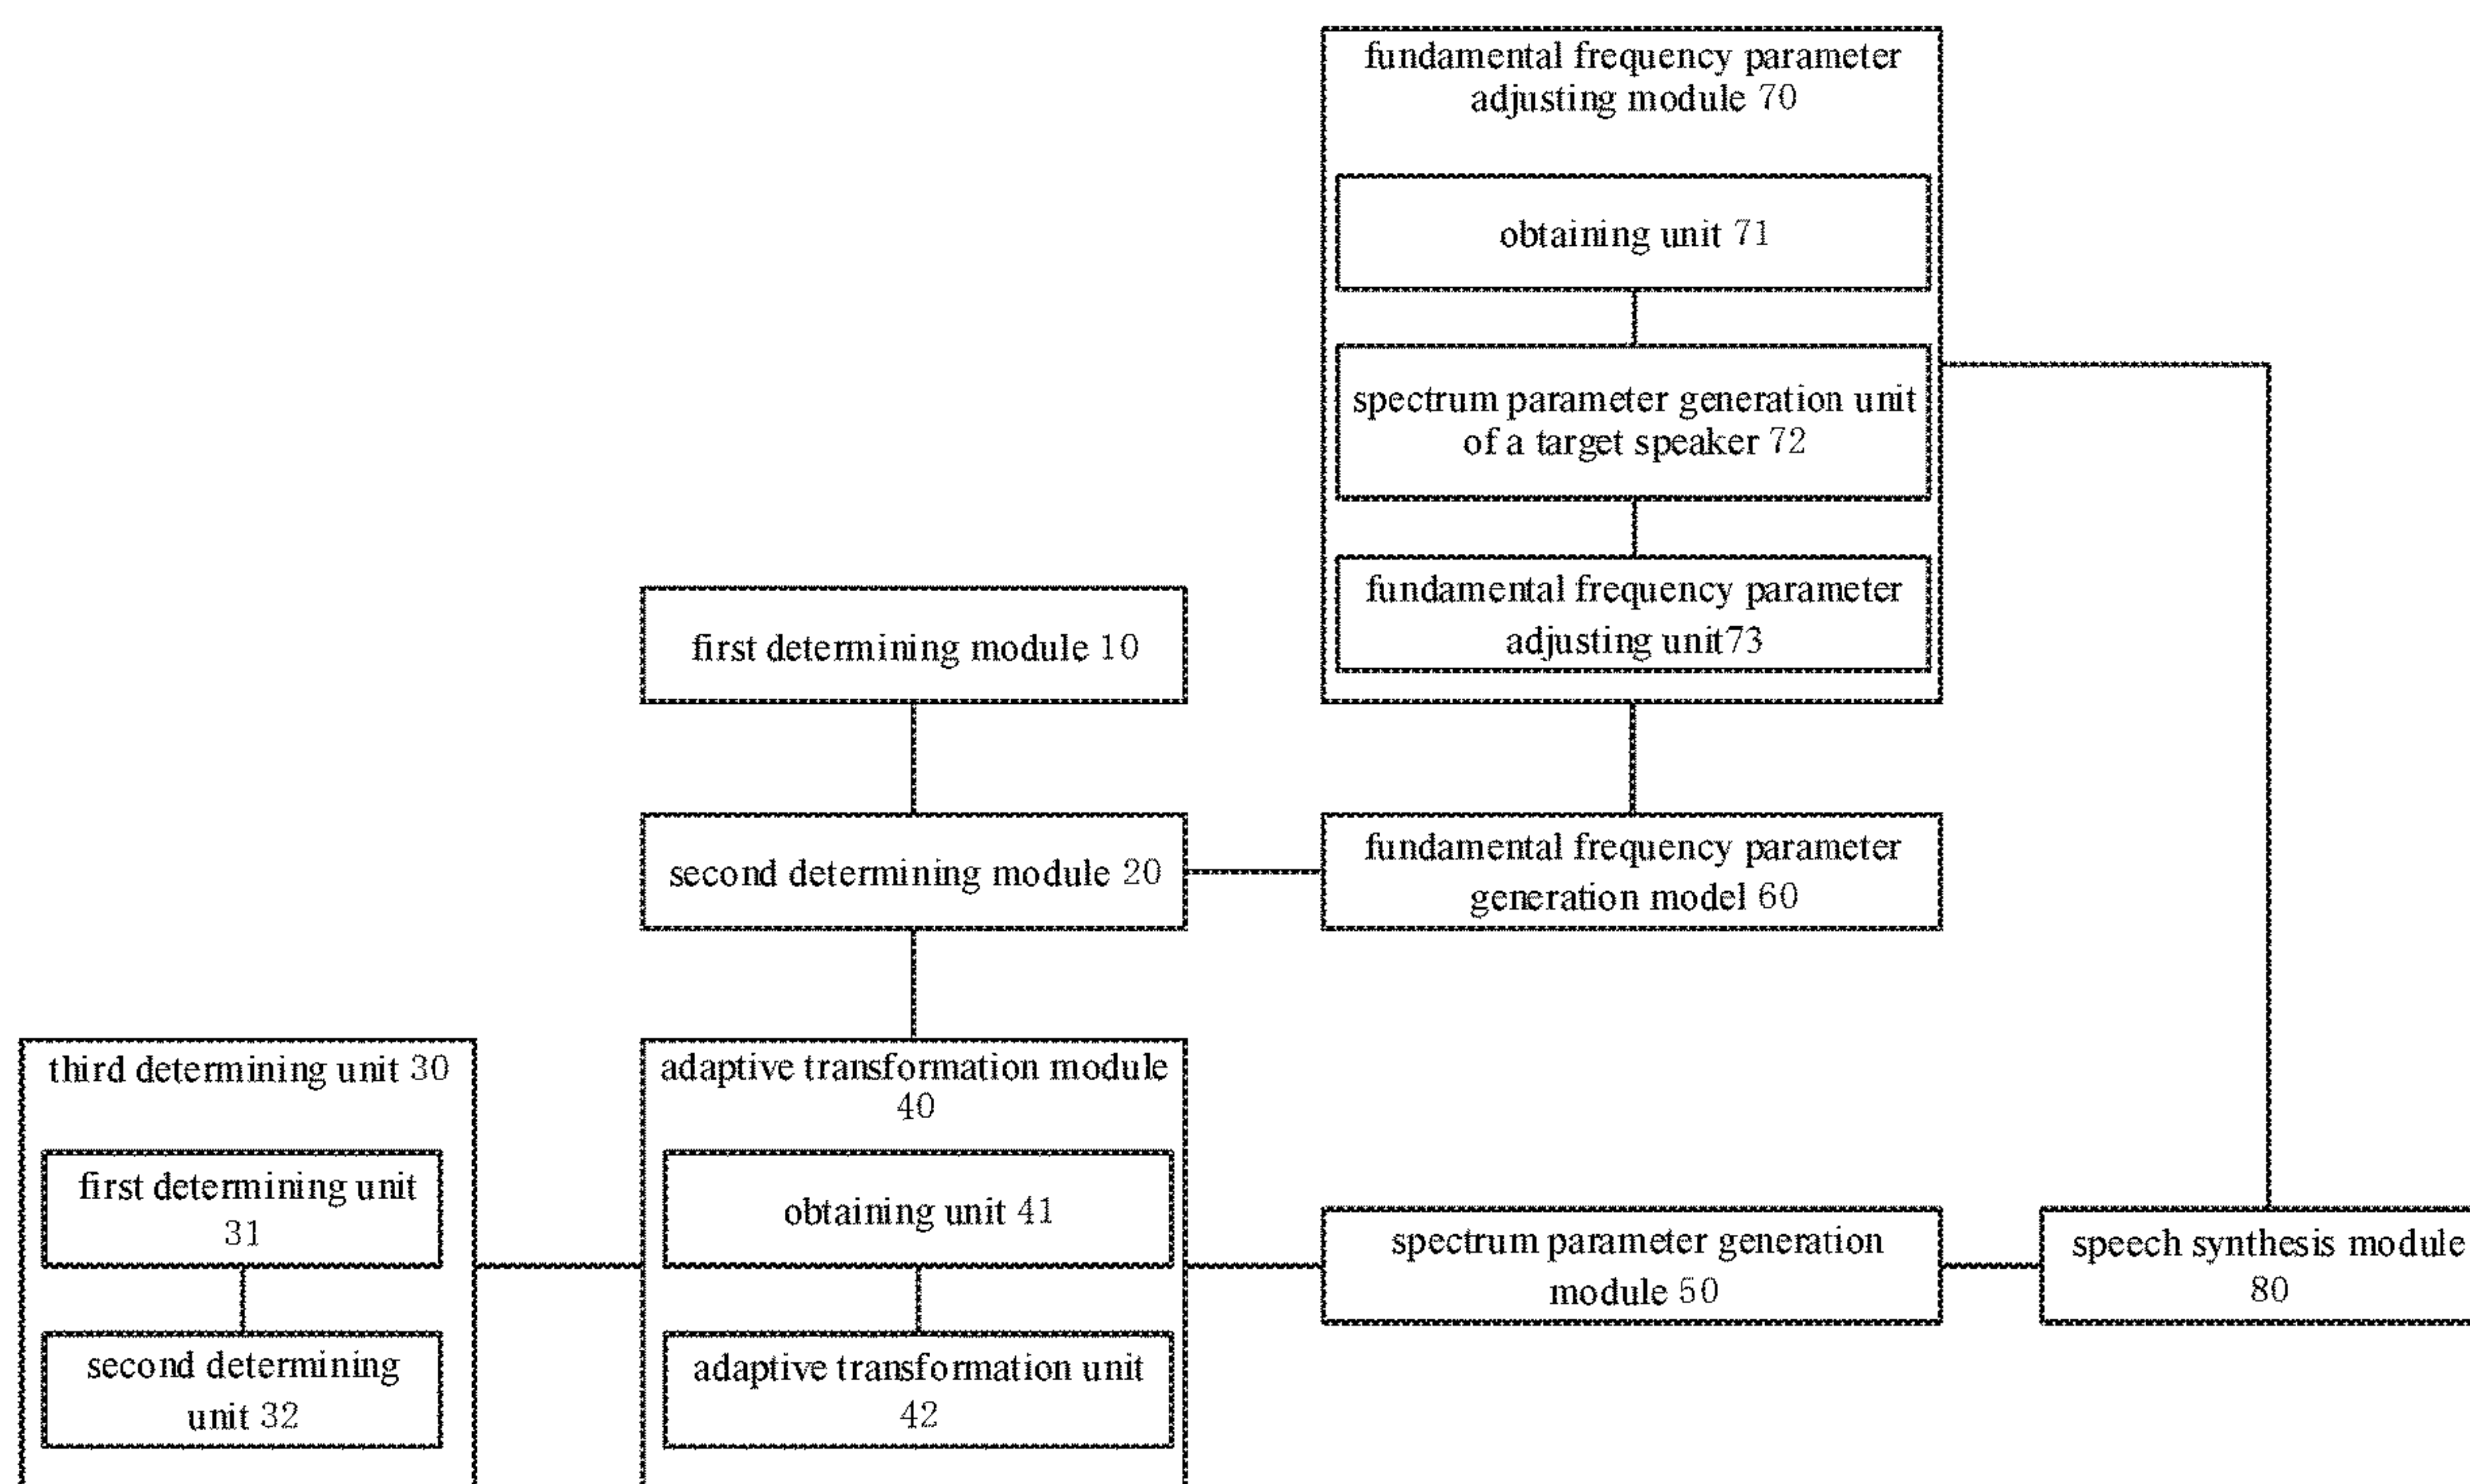 fundamental frequency parameter
adjusting module 70
obtaining unit 71
spectrum parameter generation unit
of a target speaker 72
fundamental frequency parameter
adjusting unit73
first determining module 10
second determining module 20
fundamental frequency parameter
generation model 60
third determining unit 30
first determining unit
31
second determining
unit 32
adaptive transformation module
40
obtaining unit 41
adaptive transformation unit
42
spectrum parameter generation
module 50
speech synthesis module
80